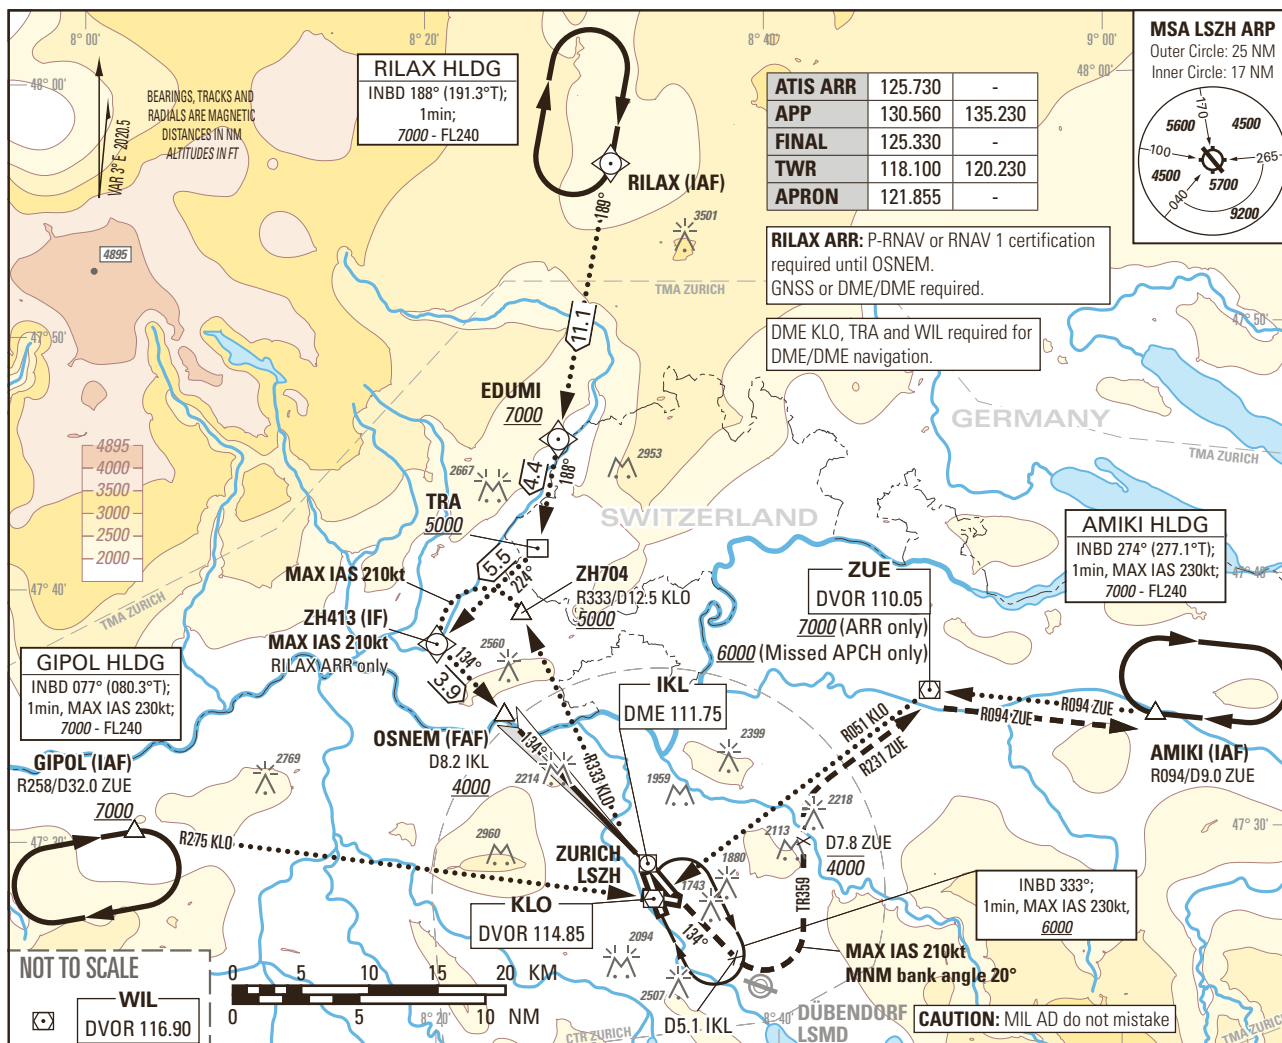 8° 00'
8° 20'
8° 40'
9° 00'
48° 00'
48° 00'
VAR 3° E 2020.5
BEARINGS, TRACKS AND
RADIALS ARE MAGNETIC
DISTANCES IN NM
ALTITUDES IN FT
RILAX HLDG
INBD 188° (191.3°T);
1min;
7000 - FL240
RILAX (IAF)
189°
3501
ATIS ARR 125.730 -
APP 130.560 135.230
FINAL 125.330 -
TWR 118.100 120.230
APRON 121.855 -
MSA LSZH ARP
Outer Circle: 25 NM
Inner Circle: 17 NM
170
5600
4500
100
265
4500
5700
040
9200
RILAX ARR: P-RNAV or RNAV 1 certification
required until OSNEM.
GNSS or DME/DME required.
DME KLO, TRA and WIL required for
DME/DME navigation.
4895
TMA ZURICH
47° 50'
47° 50'
11.1
EDUMI
7000
GERMANY
TMA ZURICH
4895
4000
3500
3000
2500
2000
2667
4.4
188°
2953
TRA
5000
SWITZERLAND
AMIKI HLDG
INBD 274° (277.1°T);
1min, MAX IAS 230kt;
7000 - FL240
47° 40'
47° 40'
TMA ZURICH
MAX IAS 210kt
5.5
224°
ZH704
R333/D12.5 KLO
5000
ZUE
DVOR 110.05
7000 (ARR only)
6000 (Missed APCH only)
ZH413 (IF)
MAX IAS 210kt
RILAX ARR only
2560
134°
3.9
GIPOL HLDG
INBD 077° (080.3°T);
1min, MAX IAS 230kt;
7000 - FL240
IKL
DME 111.75
R094 ZUE
R094 ZUE
AMIKI (IAF)
R094/D9.0 ZUE
OSNEM (FAF)
D8.2 IKL
4000
134°
2214
R333 KLO
2399
R051 KLO
R231 ZUE
1959
2769
GIPOL (IAF)
R258/D32.0 ZUE
7000
2218
47° 30'
47° 30'
R275 KLO
2960
2113
D7.8 ZUE
4000
ZURICH
LSZH
1880
1743
TR359
KLO
DVOR 114.85
134°
INBD 333°;
1min, MAX IAS 230kt,
6000
2094
2507
MAX IAS 210kt
MNM bank angle 20°
NOT TO SCALE
WIL
DVOR 116.90
0 5 10 15 20 KM
0 5 10 NM
8° 20'
8° 40'
D5.1 IKL
DÜBENDORF
LSMD
CAUTION: MIL AD do not mistake
CTR ZURICH
TMA ZURICH